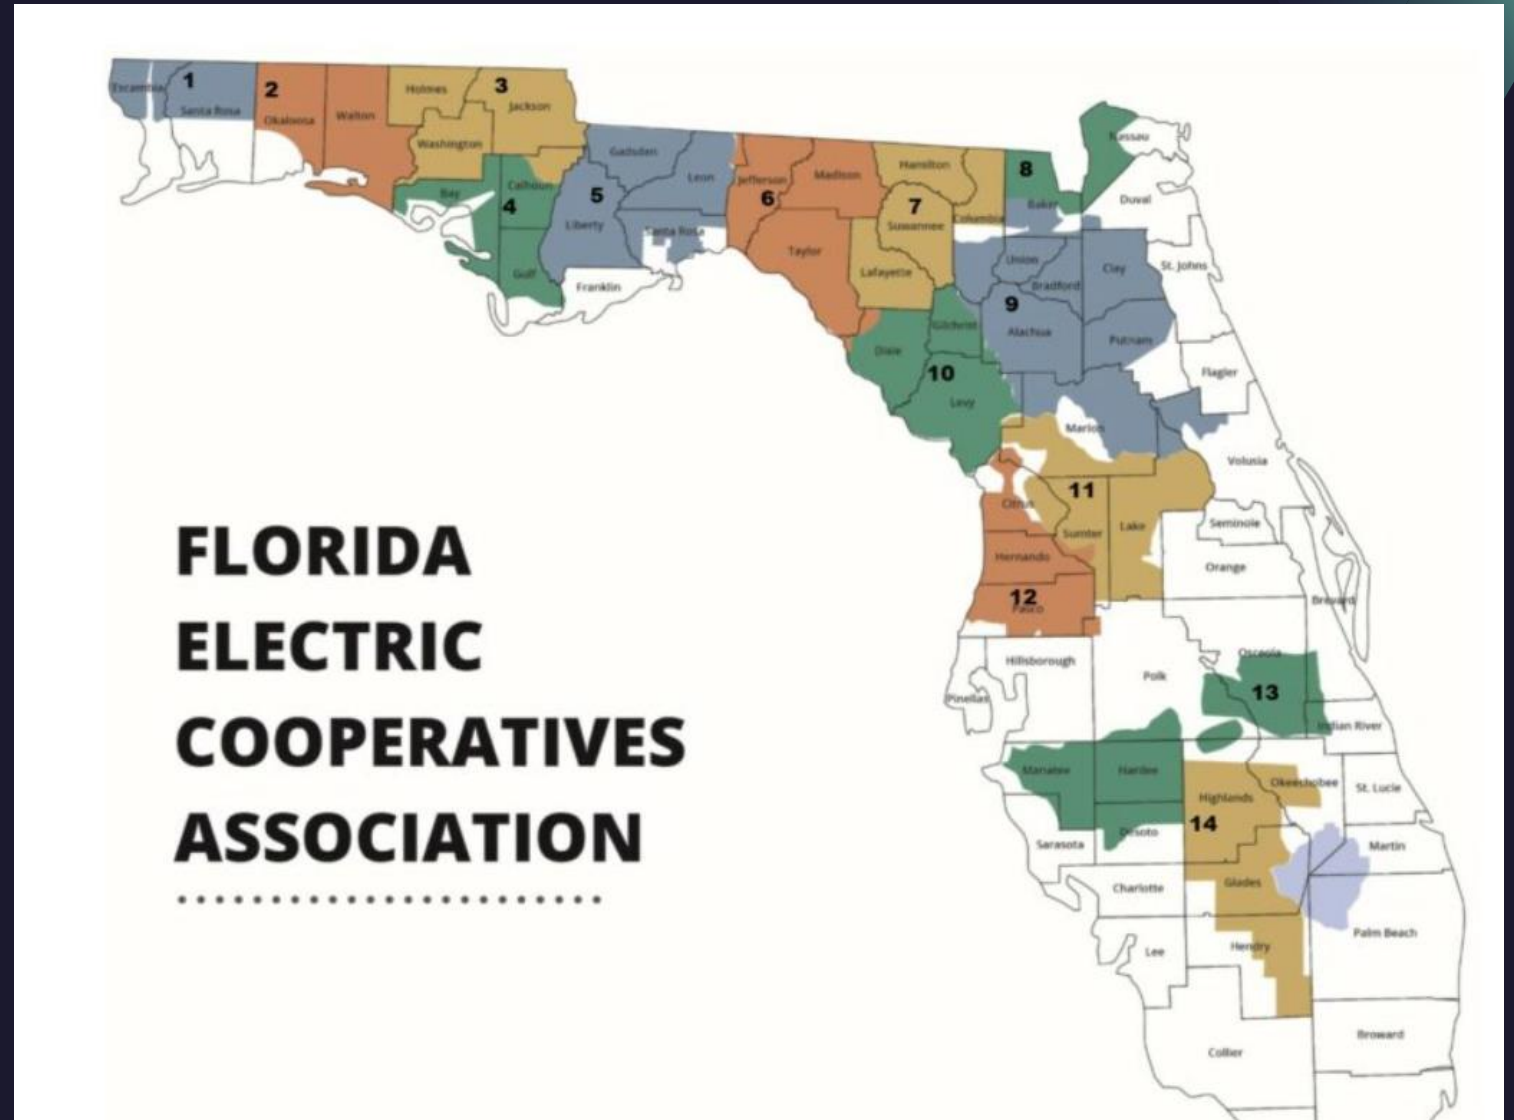 1
Escambia
Santa Rosa
2
Okaloosa
Walton
3
Holmes
Jackson
Washington
4
Bay
Calhoun
Gulf
5
Gadsden
Leon
Liberty
Santa Rosa
Franklin
6
Jefferson
Madison
Taylor
7
Hamilton
Suwannee
Columbia
Lafayette
8
Nassau
Baker
Duval
9
Union
Bradford
Clay
St. Johns
Alachua
Putnam
Flagler
10
Gilchrist
Dixie
Levy
Marion
Volusia
11
Citrus
Sumter
Lake
Seminole
Orange
Hernando
12
Pasco
Brevard
Hillsborough
Pinellas
Polk
Osceola
13
Indian River
Manatee
Hardee
Okeechobee
St. Lucie
Highlands
14
Desoto
Sarasota
Martin
Charlotte
Glades
Palm Beach
Lee
Hendry
Collier
Broward
FLORIDA
ELECTRIC
COOPERATIVES
ASSOCIATION